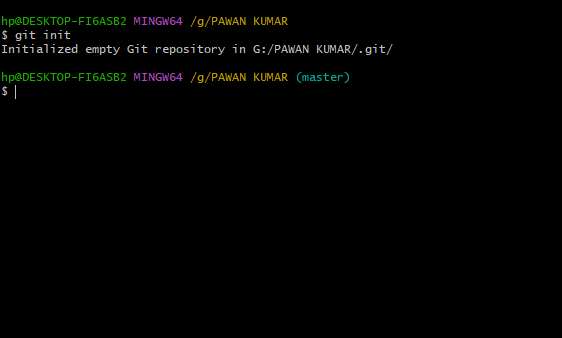 hp@DESKTOP-FI6ASB2 MINGW64 /g/PAWAN KUMAR
$ git init
Initialized empty Git repository in G:/PAWAN KUMAR/.git/
hp@DESKTOP-FI6ASB2 MINGW64 /g/PAWAN KUMAR (master)
$